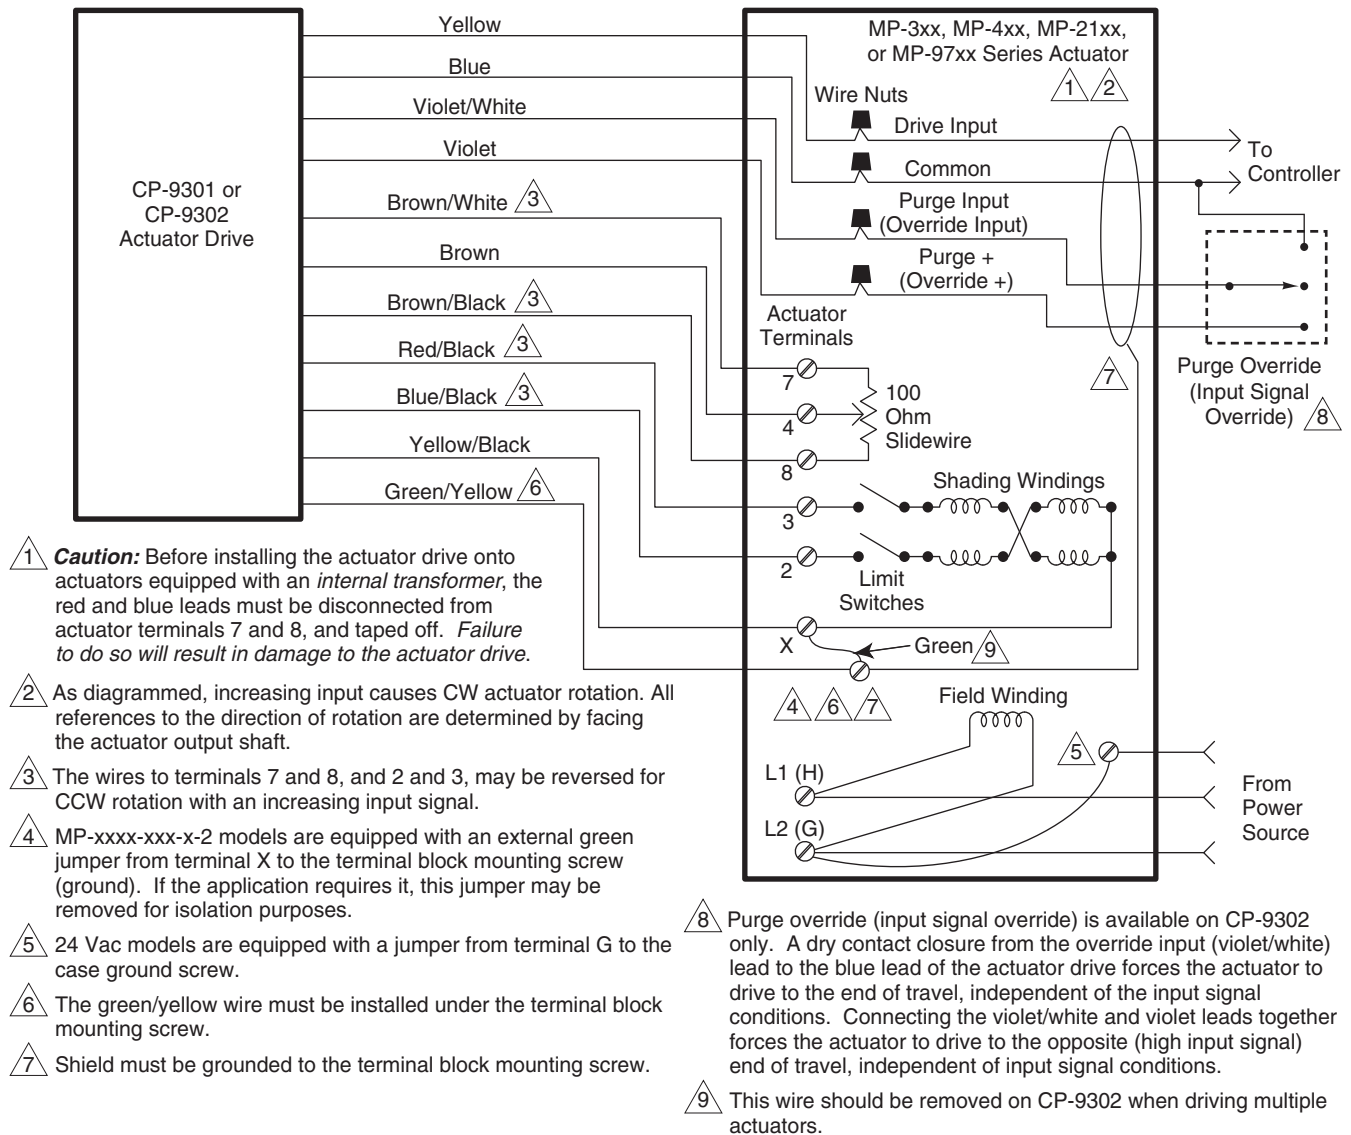 Yellow
Blue
Violet/White
Violet
Brown/White 3
Brown
Brown/Black 3
Red/Black 3
Blue/Black 3
Yellow/Black
Green/Yellow 6
CP-9301 or
CP-9302
Actuator Drive
MP-3xx, MP-4xx, MP-21xx,
or MP-97xx Series Actuator
1 2
Wire Nuts
Drive Input
Common
Purge Input
(Override Input)
Purge +
(Override +)
To
Controller
Actuator
Terminals
7
4
8
3
2
X
100
Ohm
Slidewire
7
Purge Override
(Input Signal
Override) 8
Shading Windings
Limit
Switches
Green 9
4 6 7
Field Winding
5
L1 (H)
L2 (G)
From
Power
Source
1 Caution: Before installing the actuator drive onto
actuators equipped with an internal transformer, the
red and blue leads must be disconnected from
actuator terminals 7 and 8, and taped off. Failure
to do so will result in damage to the actuator drive.
2 As diagrammed, increasing input causes CW actuator rotation. All
references to the direction of rotation are determined by facing
the actuator output shaft.
3 The wires to terminals 7 and 8, and 2 and 3, may be reversed for
CCW rotation with an increasing input signal.
4 MP-xxxx-xxx-x-2 models are equipped with an external green
jumper from terminal X to the terminal block mounting screw
(ground). If the application requires it, this jumper may be
removed for isolation purposes.
5 24 Vac models are equipped with a jumper from terminal G to the
case ground screw.
6 The green/yellow wire must be installed under the terminal block
mounting screw.
7 Shield must be grounded to the terminal block mounting screw.
8 Purge override (input signal override) is available on CP-9302
only. A dry contact closure from the override input (violet/white)
lead to the blue lead of the actuator drive forces the actuator to
drive to the end of travel, independent of the input signal
conditions. Connecting the violet/white and violet leads together
forces the actuator to drive to the opposite (high input signal)
end of travel, independent of input signal conditions.
9 This wire should be removed on CP-9302 when driving multiple
actuators.